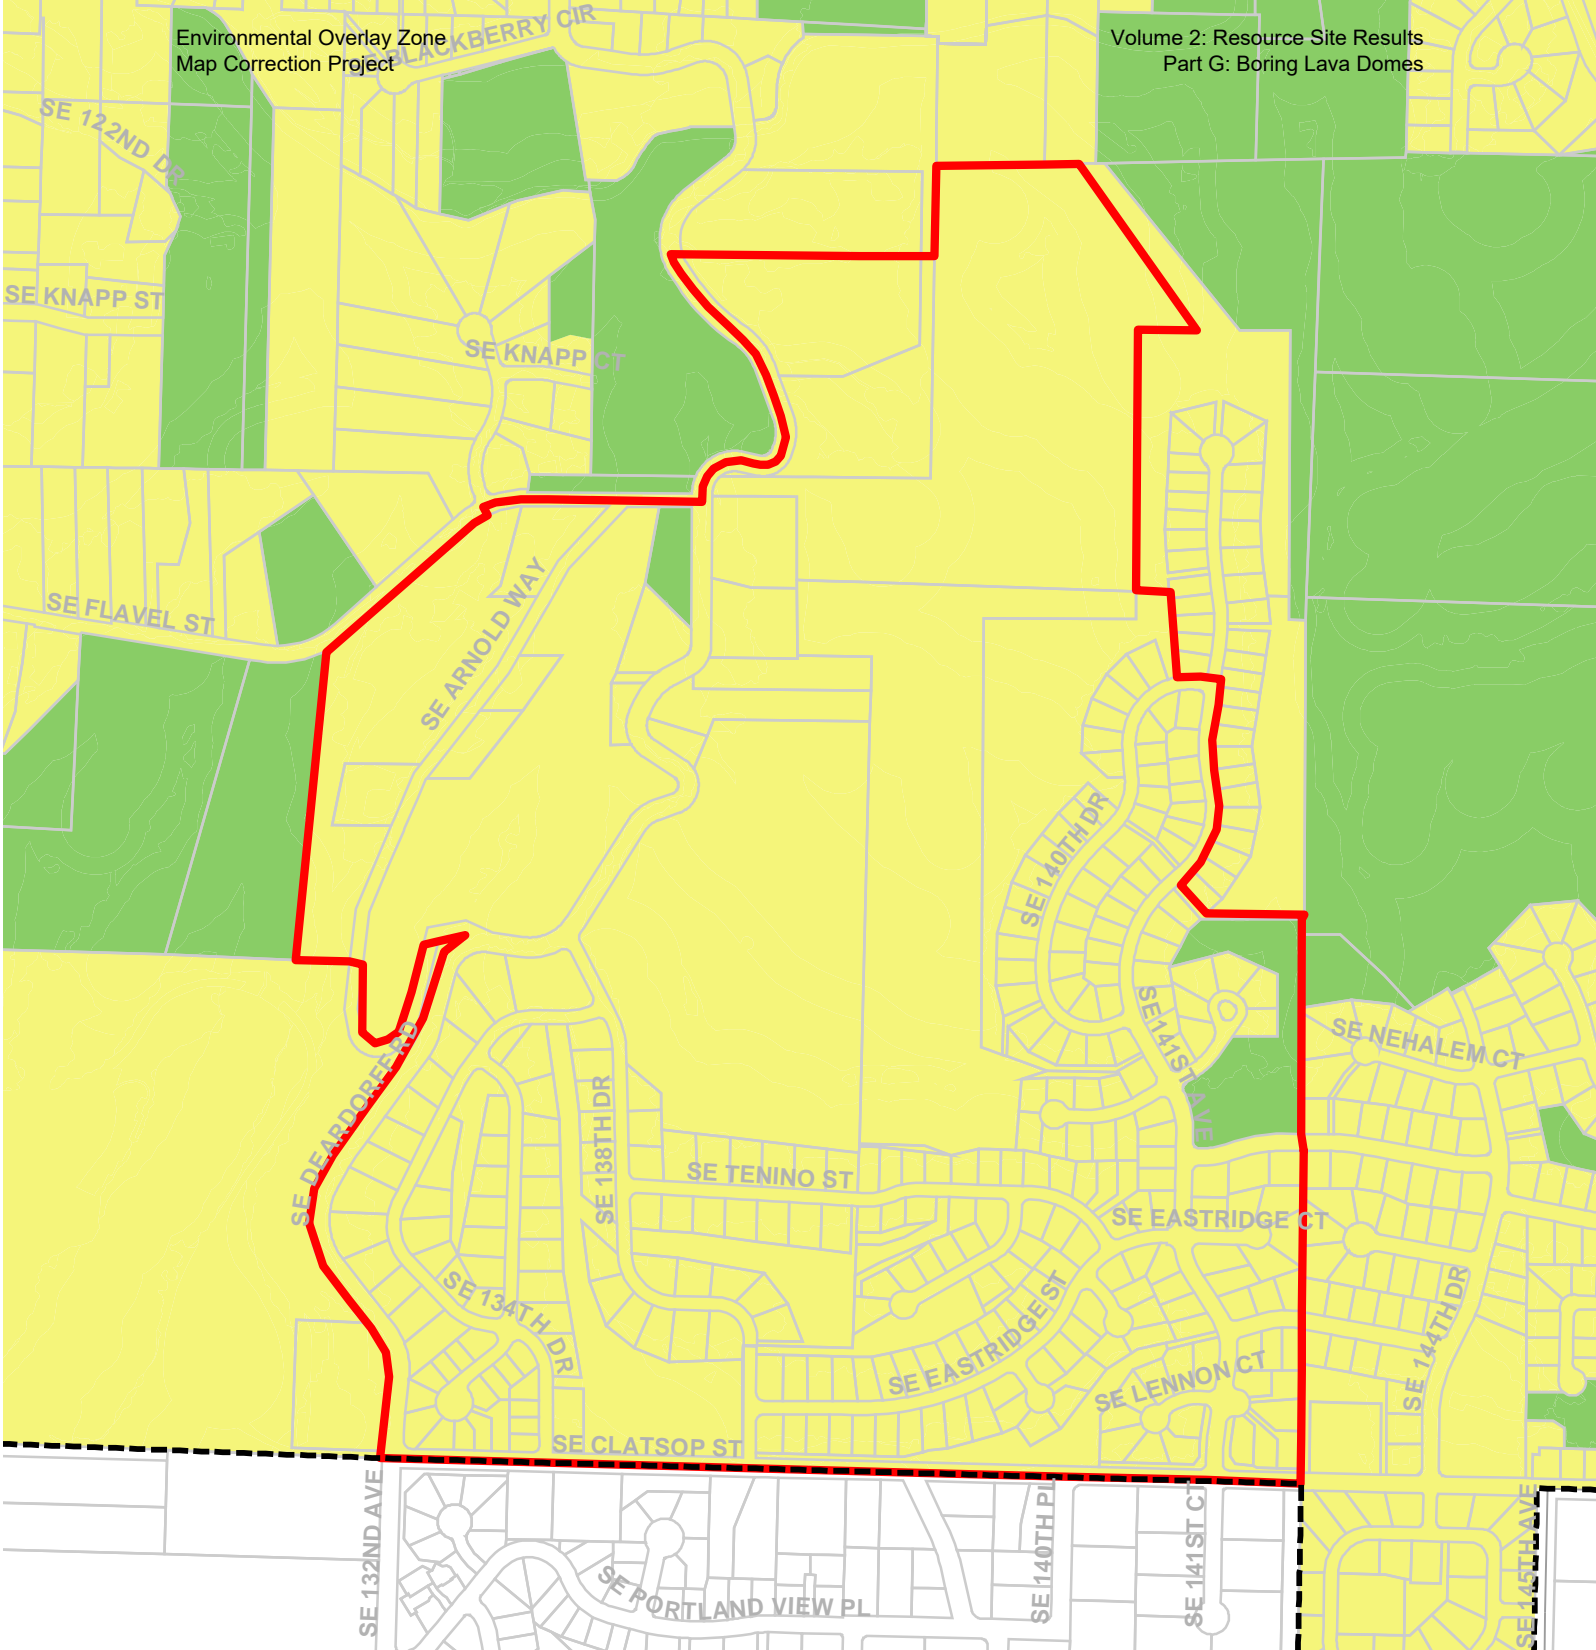 Environmental Overlay Zone
Map Correction Project
Volume 2: Resource Site Results
Part G: Boring Lava Domes
SE BLACKBERRY CIR
SE 122ND DR
SE KNAPP ST
SE KNAPP CT
SE FLAVEL ST
SE ARNOLD WAY
SE 140TH DR
SE 141ST AVE
SE NEHALEM CT
SE DEARDORFF RD
SE 138TH DR
SE TENINO ST
SE EASTRIDGE CT
SE 134TH DR
SE EASTRIDGE ST
SE 144TH DR
SE LENNON CT
SE CLATSOP ST
SE 132ND AVE
SE 140TH PL
SE 141ST CT
SE 145TH AVE
SE PORTLAND VIEW PL